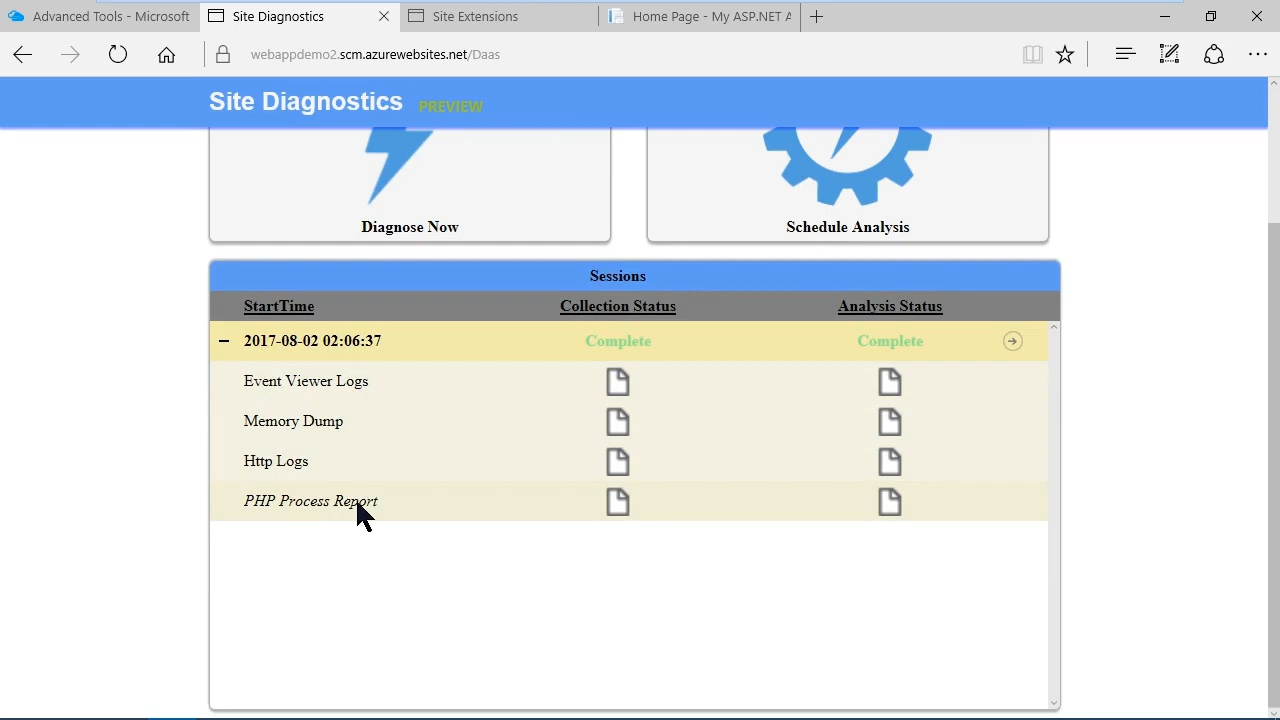 Advanced Tools - Microsoft
Site Diagnostics
Site Extensions
Home Page - My ASP.NET A
webappdemo2.scm.azurewebsites.net/Daas
Site Diagnostics PREVIEW
Diagnose Now
Schedule Analysis
Sessions
StartTime Collection Status Analysis Status
2017-08-02 02:06:37 Complete Complete
Event Viewer Logs
Memory Dump
Http Logs
PHP Process Report